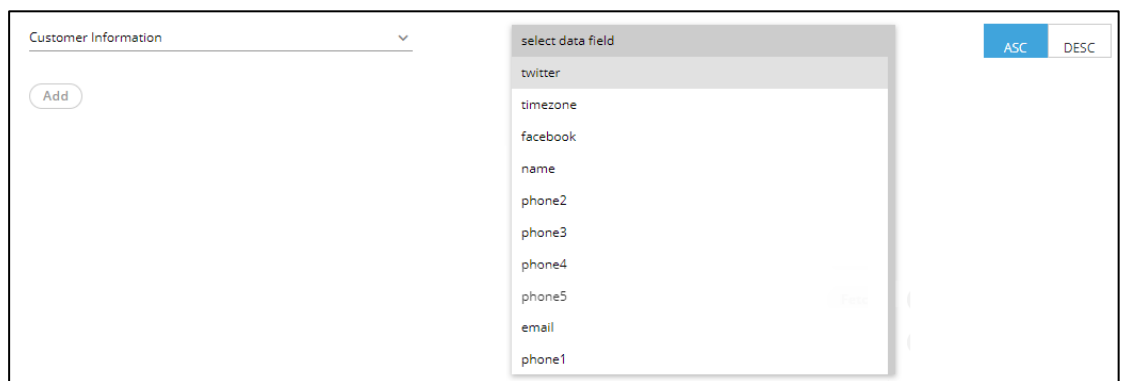 Customer Information
select data field
ASC
DESC
twitter
Add
timezone
facebook
name
phone2
phone3
phone4
phone5
email
phone1